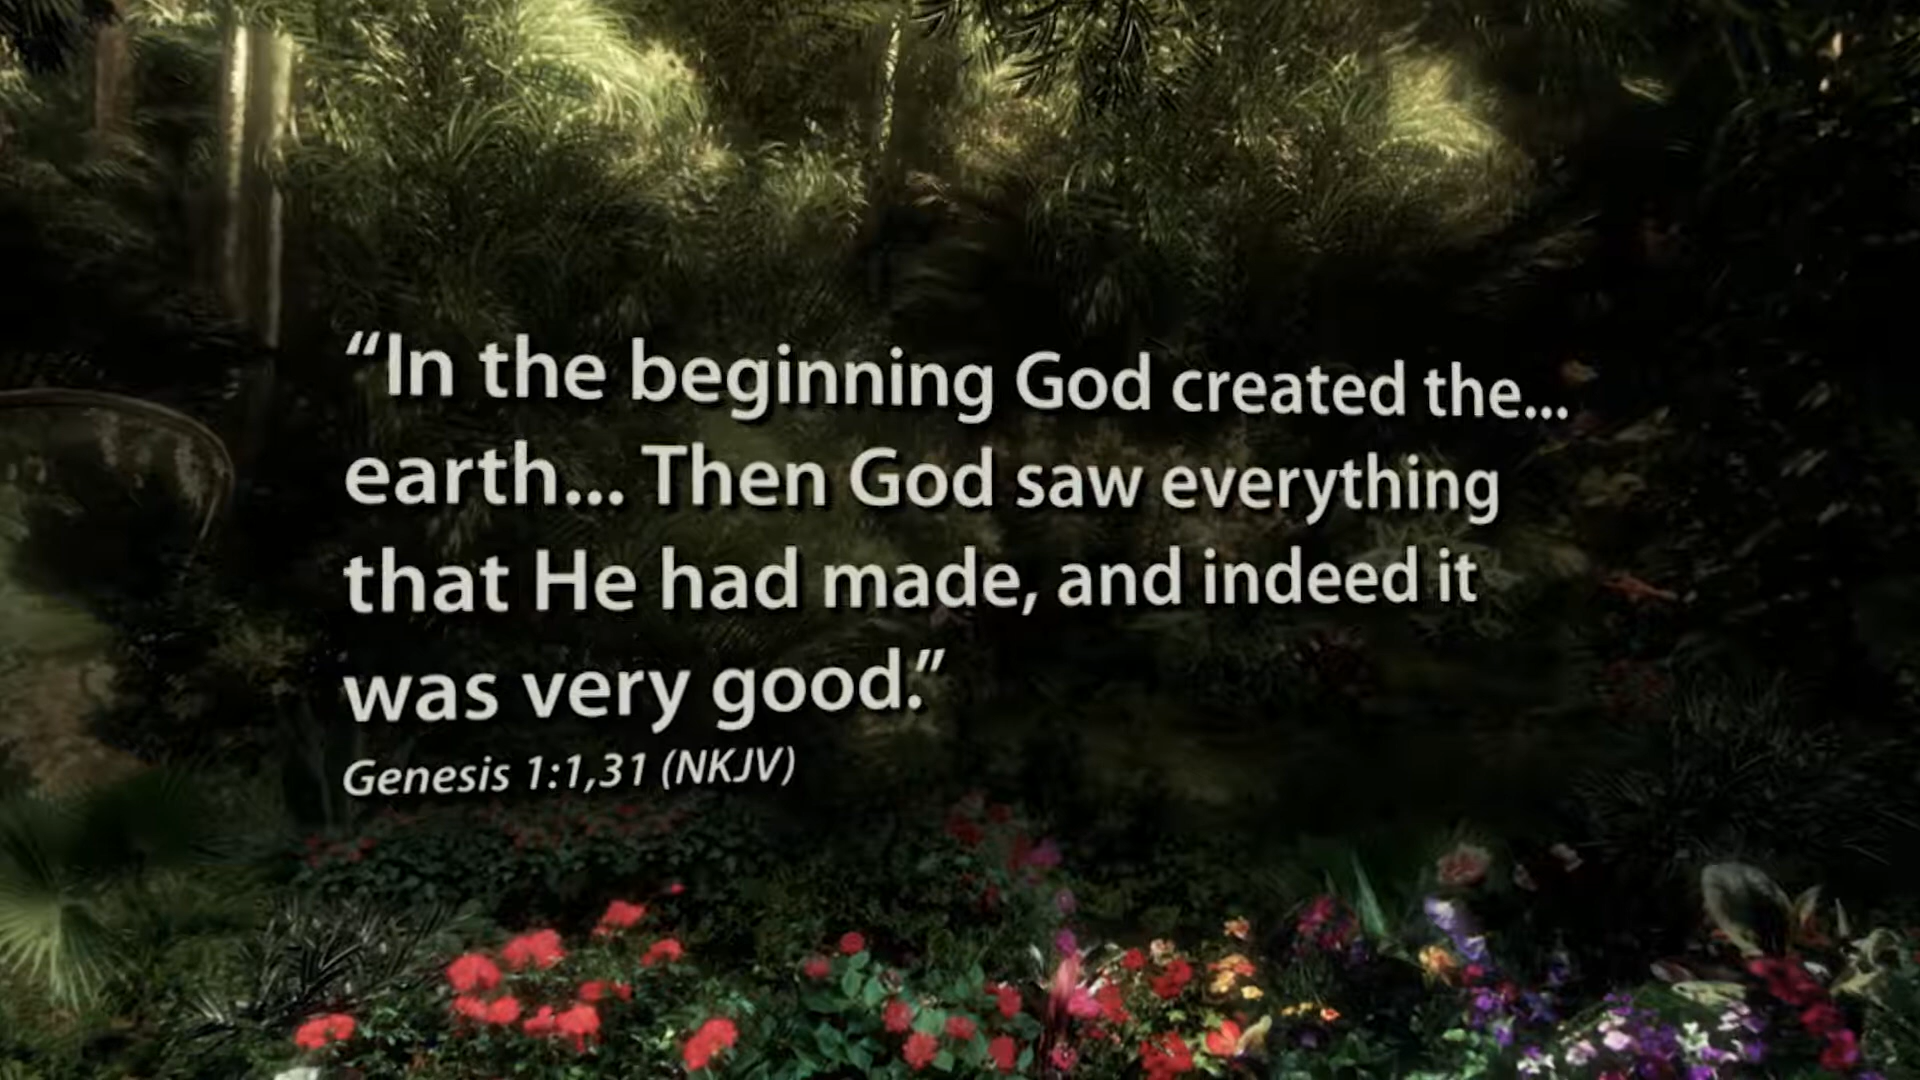 “In the beginning God created the...
earth... Then God saw everything
that He had made, and indeed it
was very good.”
Genesis 1:1,31 (NKJV)